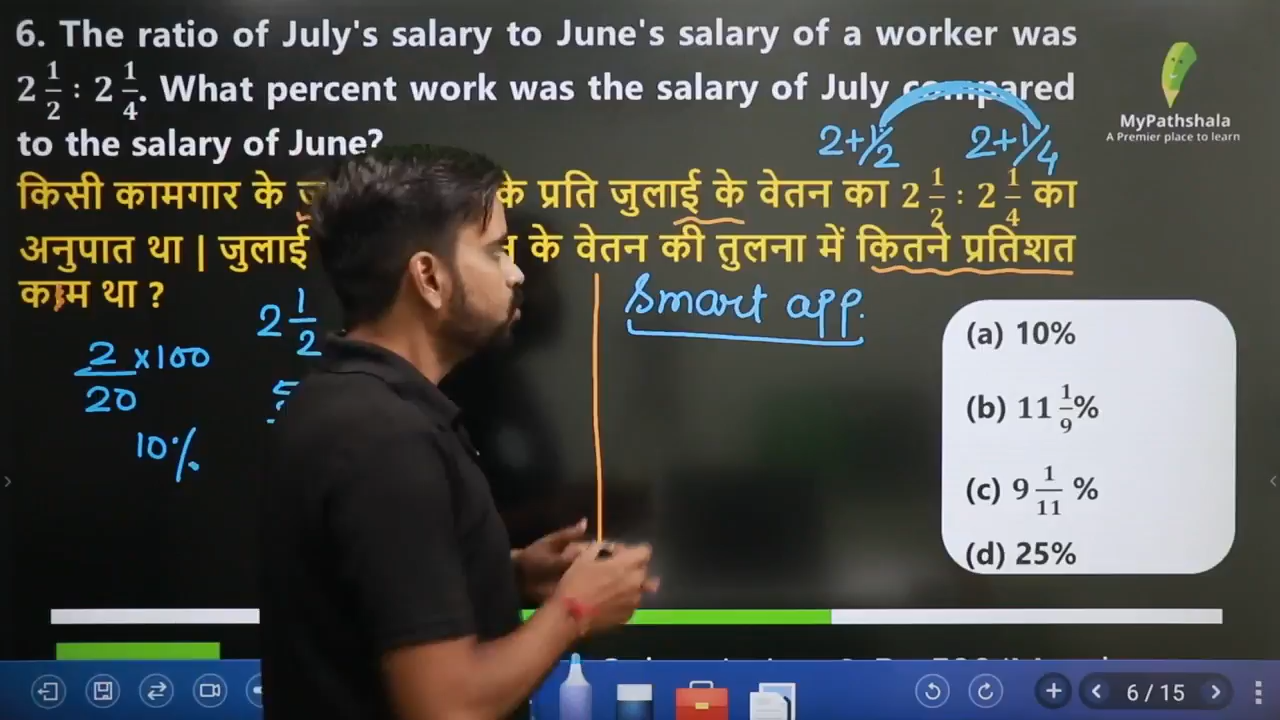 6. The ratio of July's salary to June's salary of a worker was
2 1/2 : 2 1/4. What percent work was the salary of July compared
to the salary of June?
2+1/2 2+1/4
MyPathshala
A Premier place to learn
किसी कामगार के के प्रति जुलाई के वेतन का 2 1/2 : 2 1/4 का
अनुपात था | जुलाई के वेतन की तुलना में कितने प्रतिशत
काम था ?
2/20 ×100
10%
2 1/2
5
Smart app.
(a) 10%
(b) 11 1/9%
(c) 9 1/11 %
(d) 25%
6 / 15